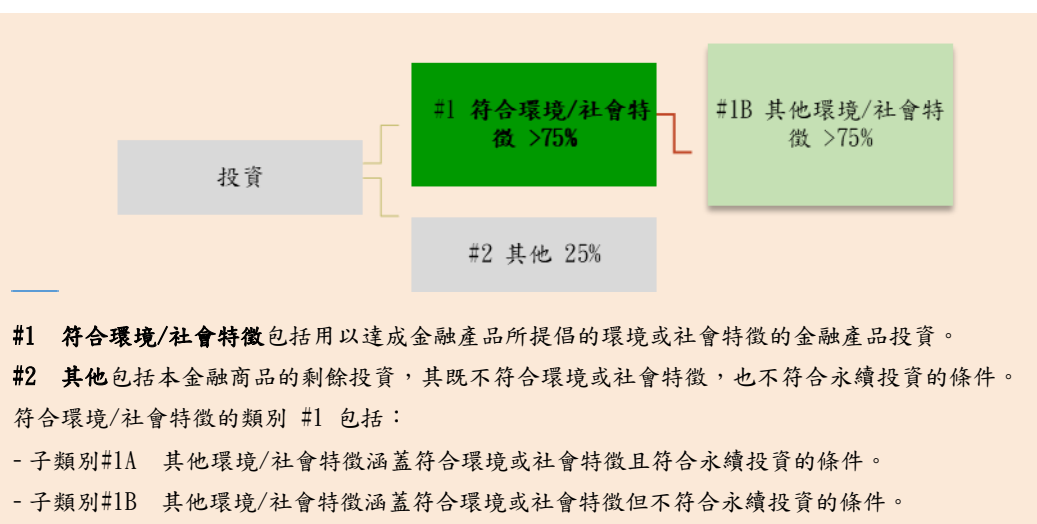 #1 符合環境/社會特
徵 >75%
#1B 其他環境/社會特
徵 >75%
投資
#2 其他 25%
#1 符合環境/社會特徵包括用以達成金融產品所提倡的環境或社會特徵的金融產品投資。
#2 其他包括本金融商品的剩餘投資，其既不符合環境或社會特徵，也不符合永續投資的條件。
符合環境/社會特徵的類別 #1 包括：
- 子類別#1A 其他環境/社會特徵涵蓋符合環境或社會特徵且符合永續投資的條件。
- 子類別#1B 其他環境/社會特徵涵蓋符合環境或社會特徵但不符合永續投資的條件。